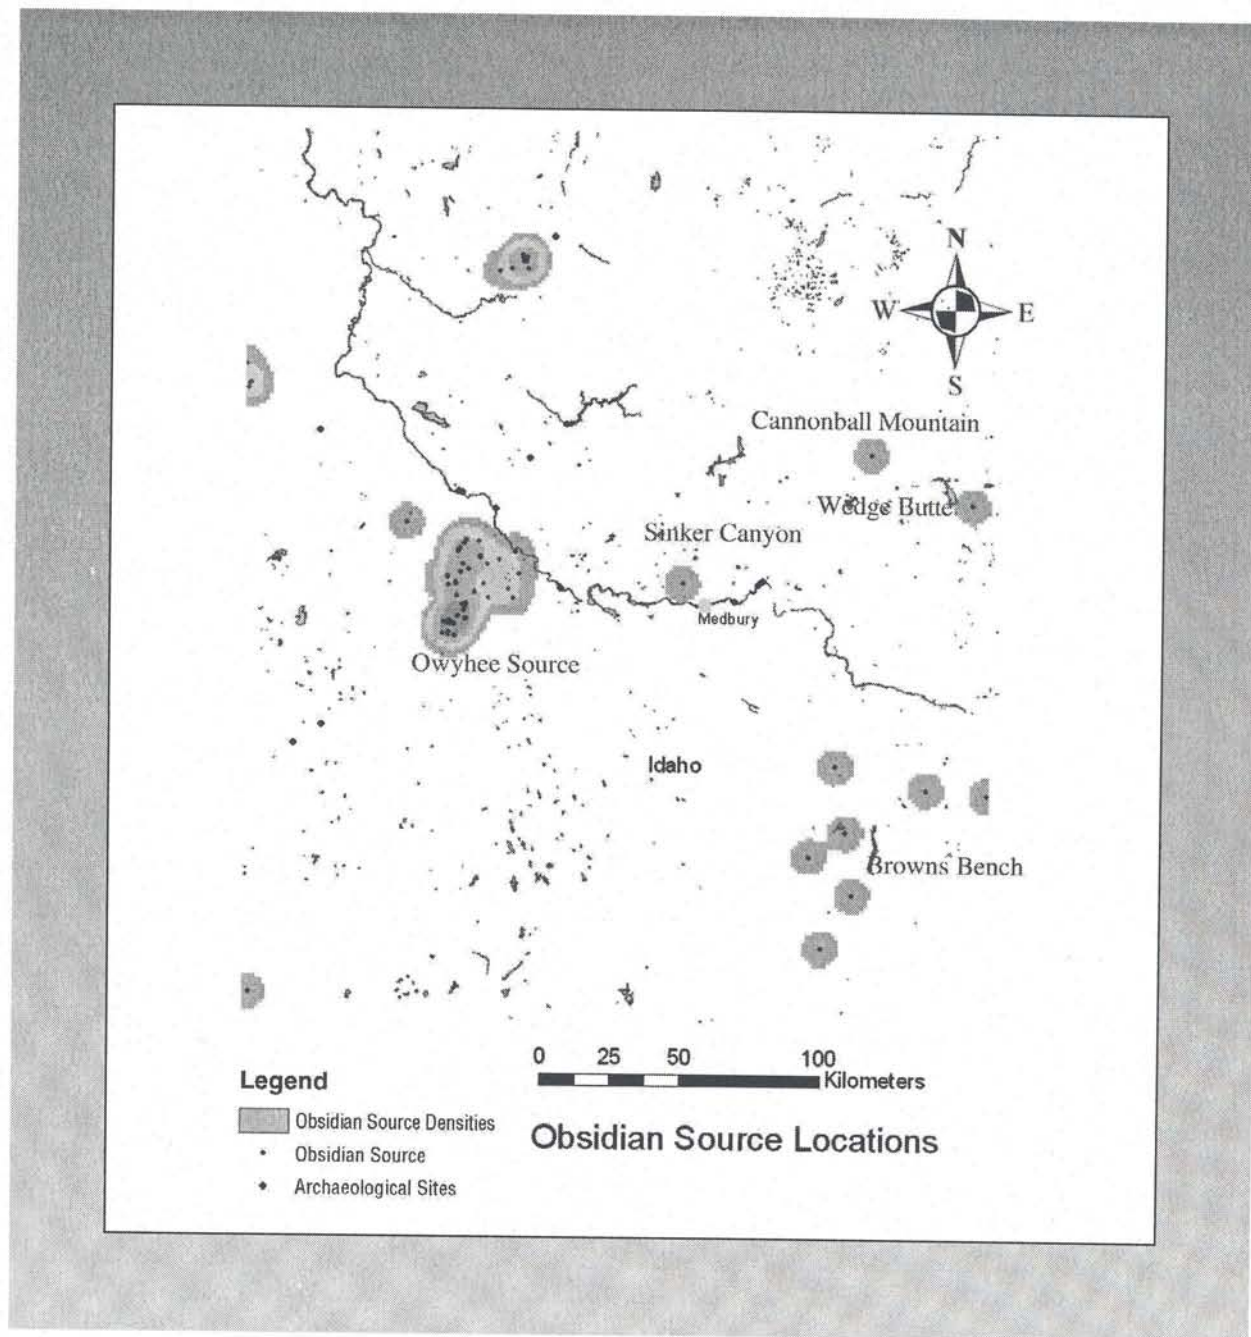 N
W E
S
Cannonball Mountain
Wedge Butte
Sinker Canyon
Medbury
Owyhee Source
Idaho
Browns Bench
0 25 50 100
Kilometers
Legend
Obsidian Source Densities
Obsidian Source
Archaeological Sites
Obsidian Source Locations